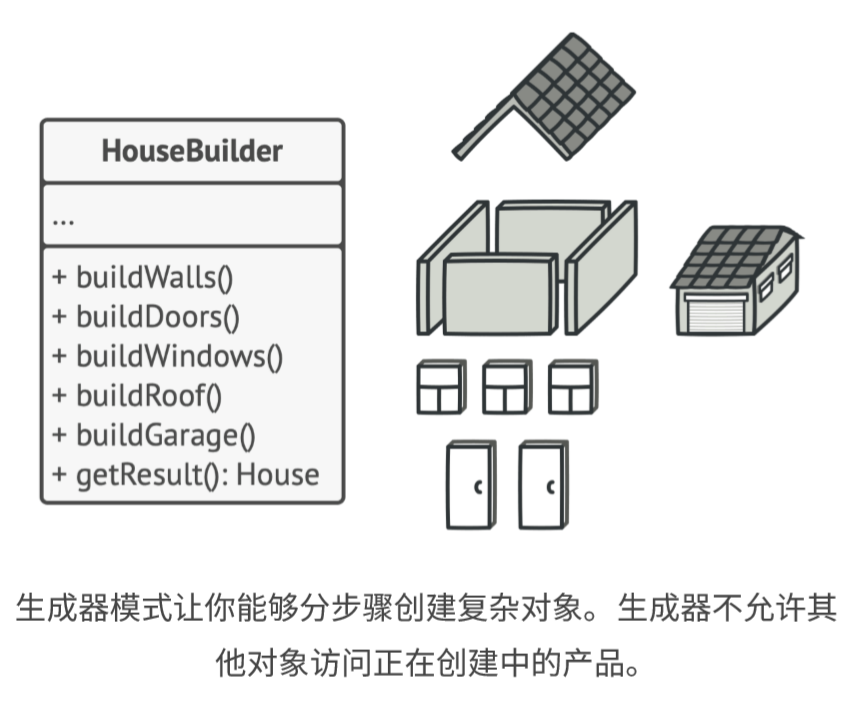 HouseBuilder
...
+ buildWalls()
+ buildDoors()
+ buildWindows()
+ buildRoof()
+ buildGarage()
+ getResult(): House
生成器模式让你能够分步骤创建复杂对象。 生成器不允许其
他对象访问正在创建中的产品。